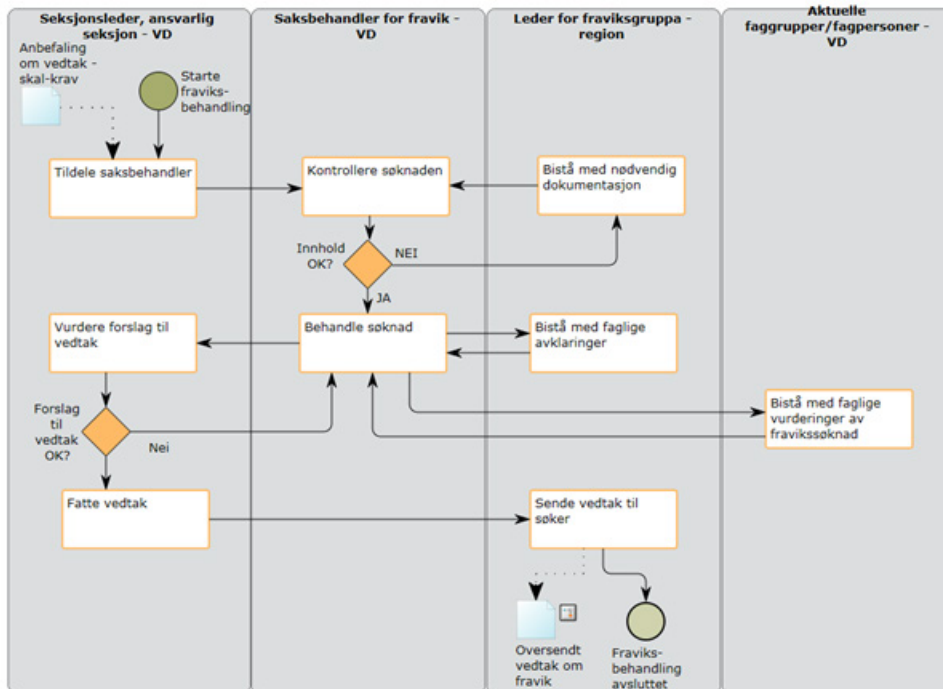 Seksjonsleder, ansvarlig
seksjon - VD
Saksbehandler for fravik -
VD
Leder for fraviksgruppa -
region
Aktuelle
faggrupper/fagpersoner -
VD
Anbefaling
om vedtak -
skal-krav
Starte
fraviks-
behandling
Tildele saksbehandler
Kontrollere søknaden
Bistå med nødvendig
dokumentasjon
Innhold
OK?
NEI
JA
Vurdere forslag til
vedtak
Behandle søknad
Bistå med faglige
avklaringer
Forslag
til
vedtak
OK?
Nei
Bistå med faglige
vurderinger av
fravikssøknad
Fatte vedtak
Sende vedtak til
søker
Oversendt
vedtak om
fravik
Fraviks-
behandling
avsluttet